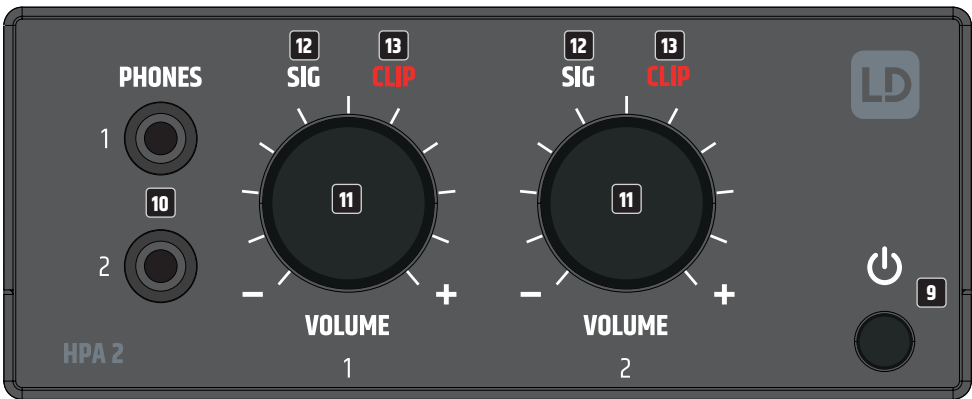 12 13
SIG CLIP
PHONES
1
10
2
11
− +
VOLUME
1
12 13
SIG CLIP
11
− +
VOLUME
2
LD
9
HPA 2